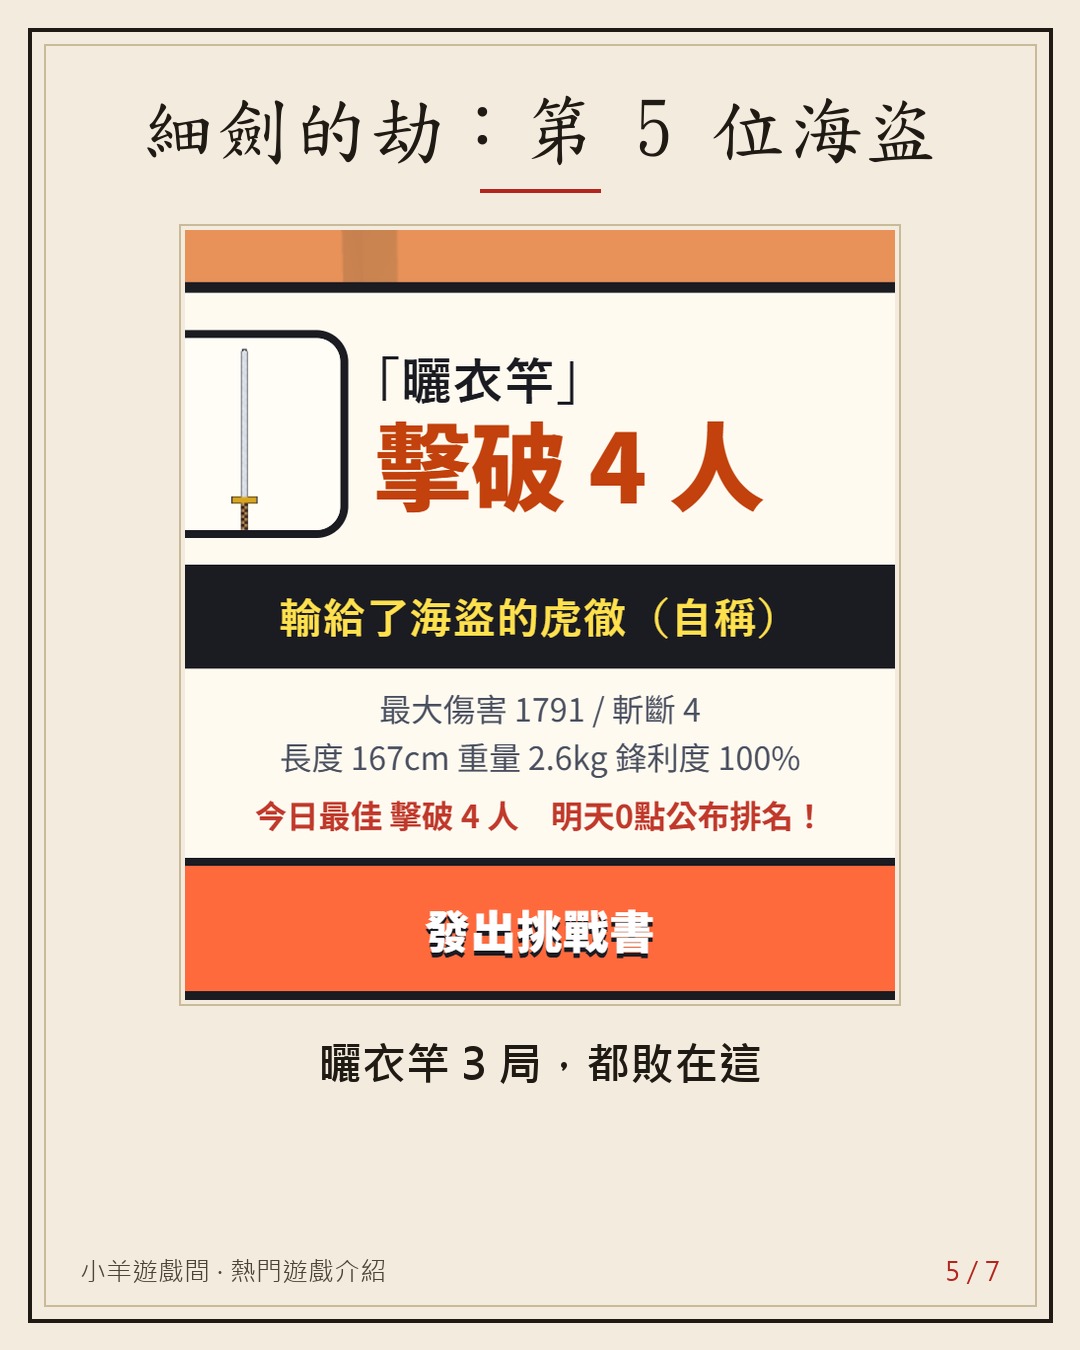 細劍的劫：第 5 位海盜
「曬衣竿」
擊破 4 人
輸給了海盜的虎徹（自稱）
最大傷害 1791 / 斬斷 4
長度 167cm 重量 2.6kg 鋒利度 100%
今日最佳 擊破 4 人　明天0點公布排名！
發出挑戰書
曬衣竿 3 局，都敗在這
小羊遊戲間 · 熱門遊戲介紹
5 / 7